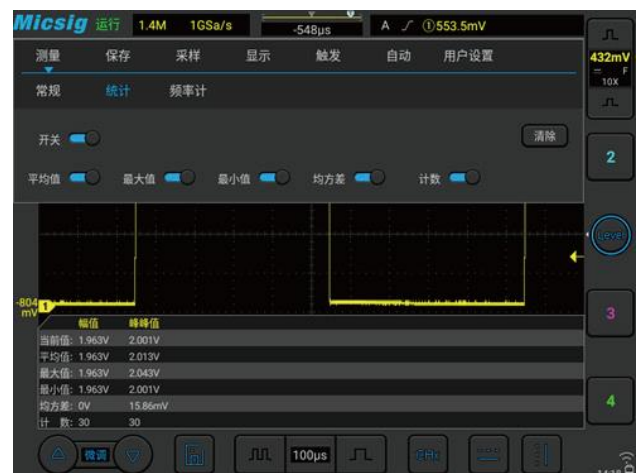 Micsig 运行 1.4M 1GSa/s -548µs A ①553.5mV
测量 保存 采样 显示 触发 自动 用户设置
432mV
F
10X
常规 统计 频率计
开关 清除
2
平均值 最大值 最小值 均方差 计数
Level
-804 mV 1
3
幅值 峰峰值
当前值: 1.963V 2.001V
平均值: 1.963V 2.013V
最大值: 1.963V 2.043V
最小值: 1.963V 2.001V
均方差: 0V 15.86mV
计 数: 30 30
4
微调 100µs CHx